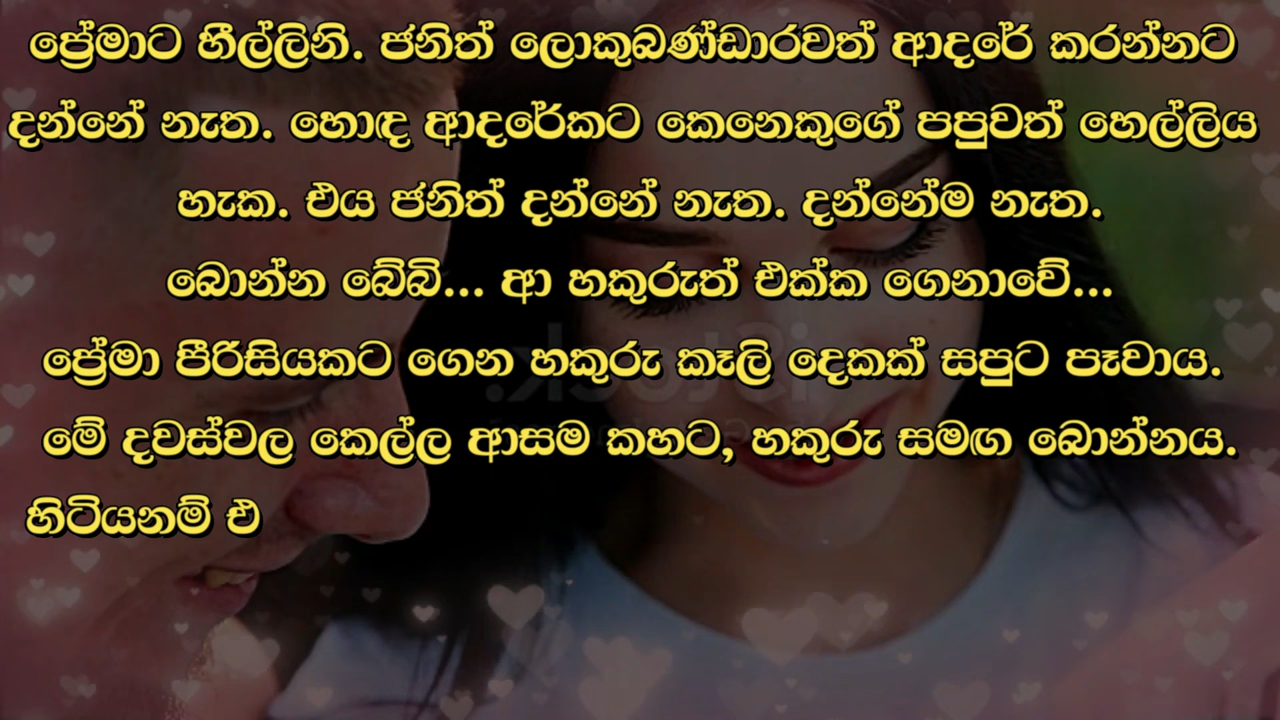 ප්‍රේමාට හීල්ලිනි. ජනිත් ලොකුබණ්ඩාරවත් ආදරේ කරන්නට
දන්නේ නැත. හොඳ ආදරේකට කෙනෙකුගේ පපුවත් හෙල්ලිය
හැක. එය ජනිත් දන්නේ නැත. දන්නේම නැත.
බොන්න බේබි... ආ හකුරුත් එක්ක ගෙනාවේ...
ප්‍රේමා පීරිසියකට ගෙන හකුරු කෑලි දෙකක් සපුට පෑවාය.
මේ දවස්වල කෙල්ල ආසම කහට, හකුරු සමඟ බොන්නය.
හිටියනම් එ